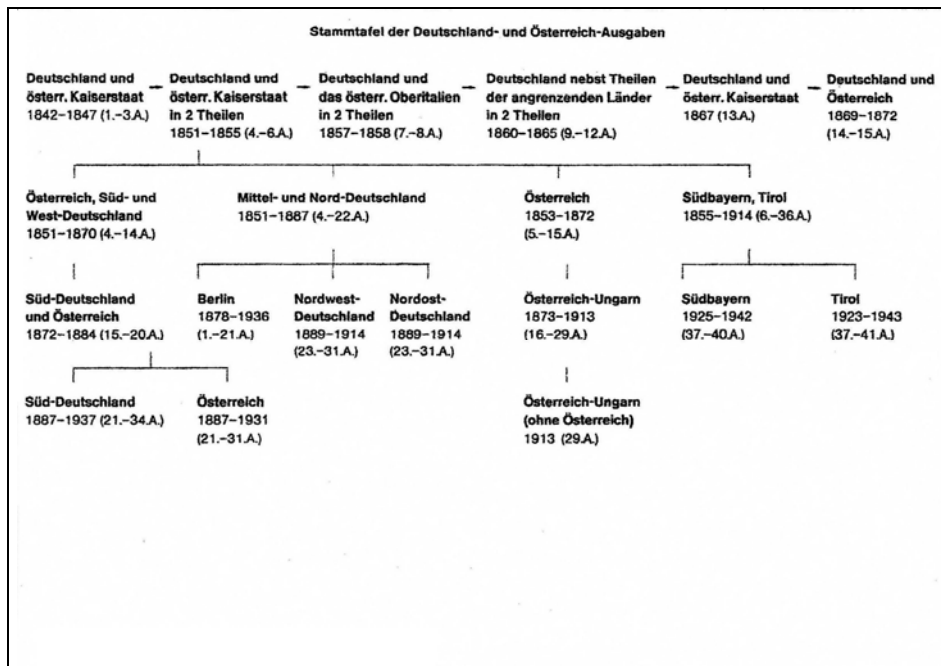 Stammtafel der Deutschland- und Österreich-Ausgaben
Deutschland und
österr. Kaiserstaat
1842–1847 (1.–3.A.)
Deutschland und
österr. Kaiserstaat
in 2 Theilen
1851–1855 (4.–6.A.)
Deutschland und
das österr. Oberitalien
in 2 Theilen
1857–1858 (7.–8.A.)
Deutschland nebst Theilen
der angrenzenden Länder
in 2 Theilen
1860–1865 (9.–12.A.)
Deutschland und
österr. Kaiserstaat
1867 (13.A.)
Deutschland und
Österreich
1869–1872
(14.–15.A.)
Österreich, Süd- und
West-Deutschland
1851–1870 (4.–14.A.)
Mittel- und Nord-Deutschland
1851–1887 (4.–22.A.)
Österreich
1853–1872
(5.–15.A.)
Südbayern, Tirol
1855–1914 (6.–36.A.)
Süd-Deutschland
und Österreich
1872–1884 (15.–20.A.)
Berlin
1878–1936
(1.–21.A.)
Nordwest-
Deutschland
1889–1914
(23.–31.A.)
Nordost-
Deutschland
1889–1914
(23.–31.A.)
Österreich-Ungarn
1873–1913
(16.–29.A.)
Südbayern
1925–1942
(37.–40.A.)
Tirol
1923–1943
(37.–41.A.)
Süd-Deutschland
1887–1937 (21.–34.A.)
Österreich
1887–1931
(21.–31.A.)
Österreich-Ungarn
(ohne Österreich)
1913 (29.A.)